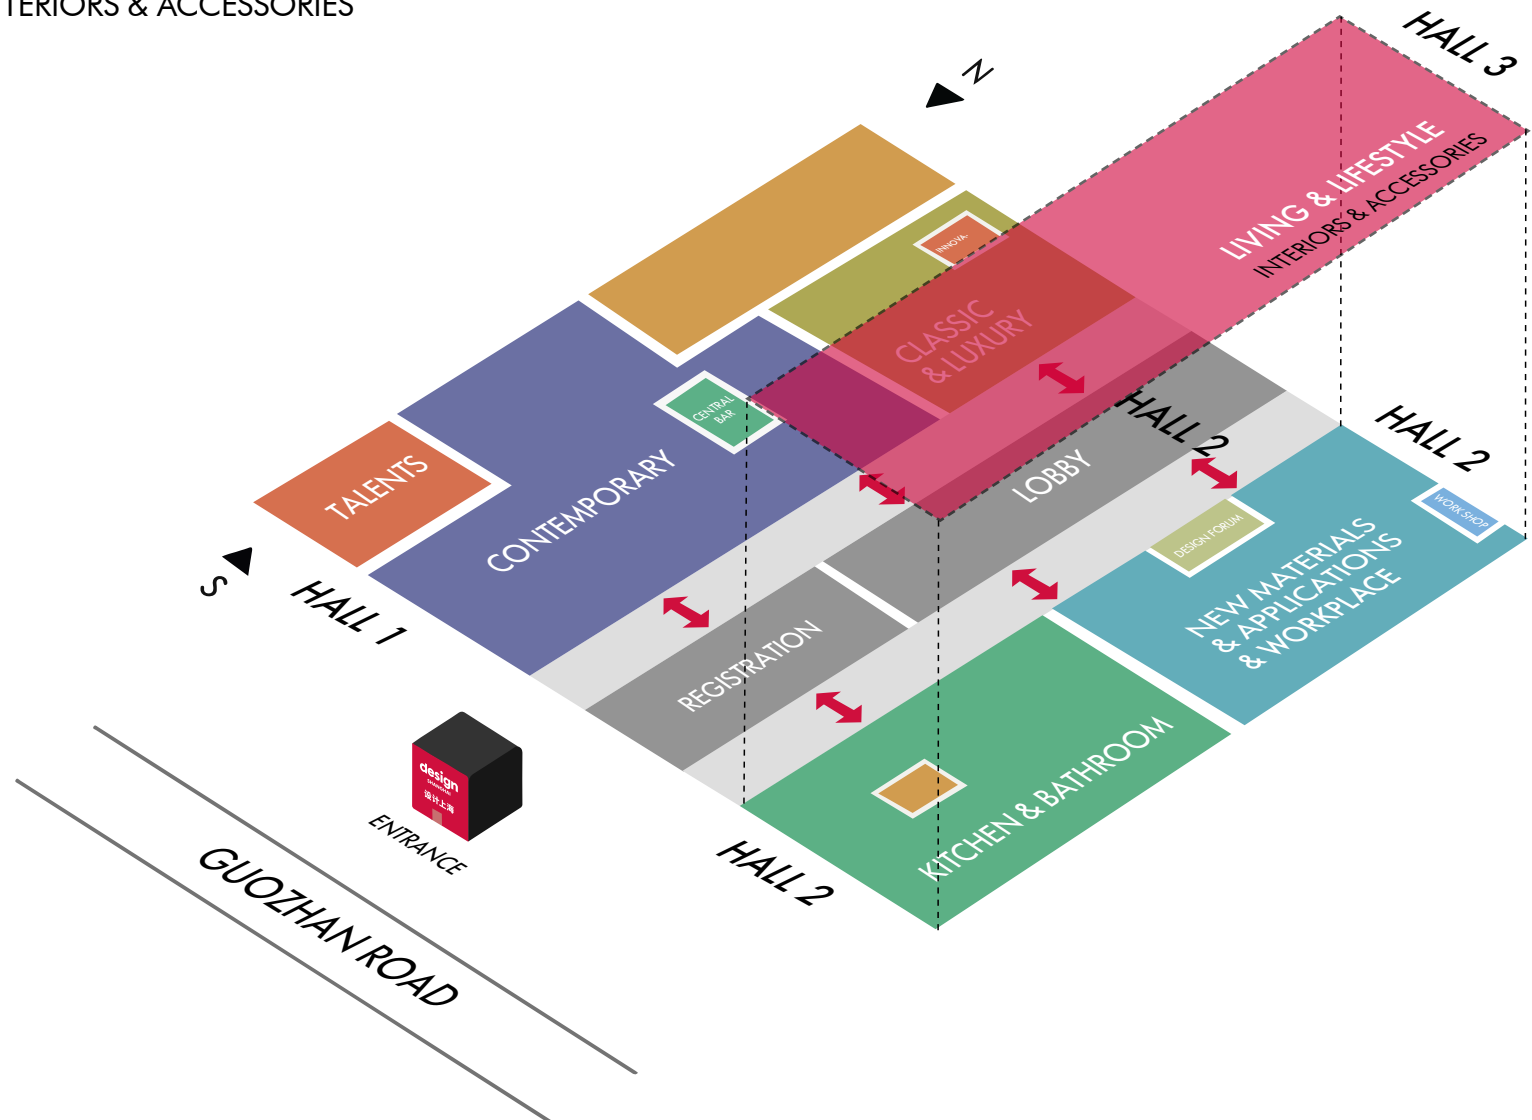 TERIORS & ACCESSORIES
HALL 3
N
LIVING & LIFESTYLE
INTERIORS & ACCESSORIES
INNOVA-
CLASSIC
& LUXURY
CENTRAL
BAR
HALL 2
HALL 2
TALENTS
CONTEMPORARY
LOBBY
WORK SHOP
DESIGN FORUM
NEW MATERIALS
& APPLICATIONS
& WORKPLACE
S
HALL 1
REGISTRATION
design
SHANGHAI
设计上海
ENTRANCE
KITCHEN & BATHROOM
HALL 2
GUOZHAN ROAD